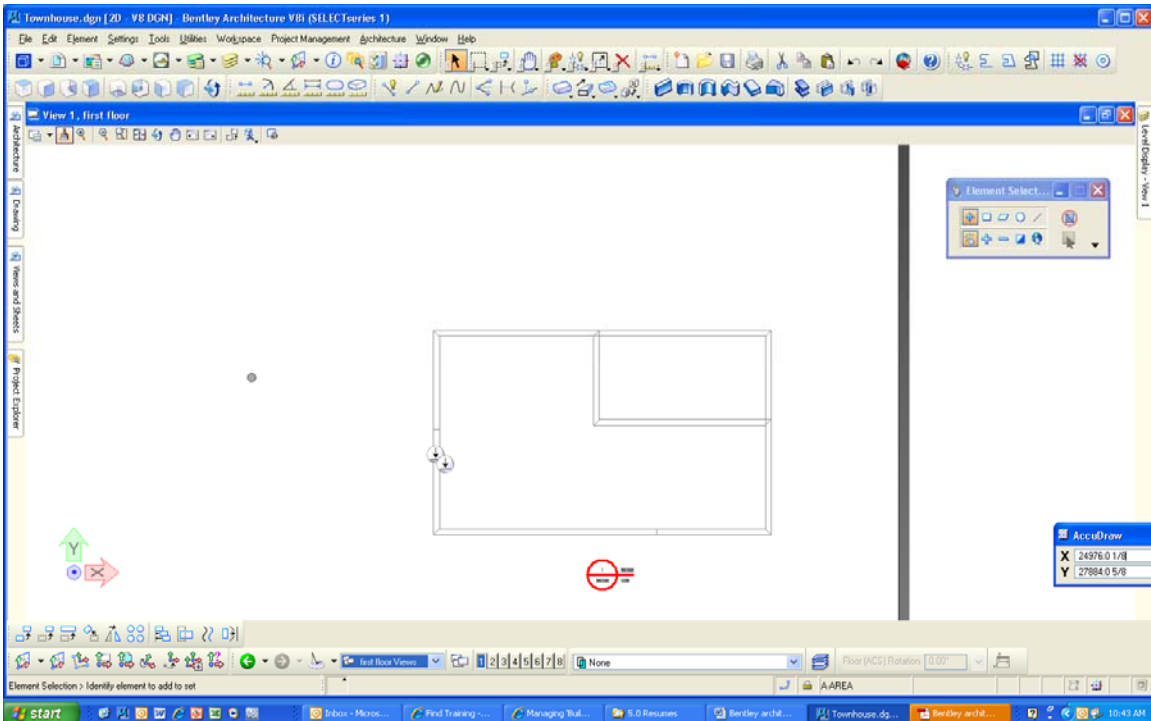 Townhouse.dgn [2D - V8 DGN] - Bentley Architecture V8i (SELECTseries 1)
File Edit Element Settings Tools Utilities Workspace Project Management Architecture Window Help
View 1, first floor
Architecture
Drawing
Views and Sheets
Project Explorer
Level Display - View 1
Element Select...
Y
X
AccuDraw
X 24976:0 1/8
Y 27884:0 5/8
first floor Views
1 2 3 4 5 6 7 8
None
Floor (ACS) Rotation 0.00°
Element Selection > Identify element to add to set
A-AREA
start
Inbox - Micros...
Find Training -...
Managing 'Buil...
5.0 Resumes
Bentley archit...
Townhouse.dg...
Bentley archit...
10:43 AM